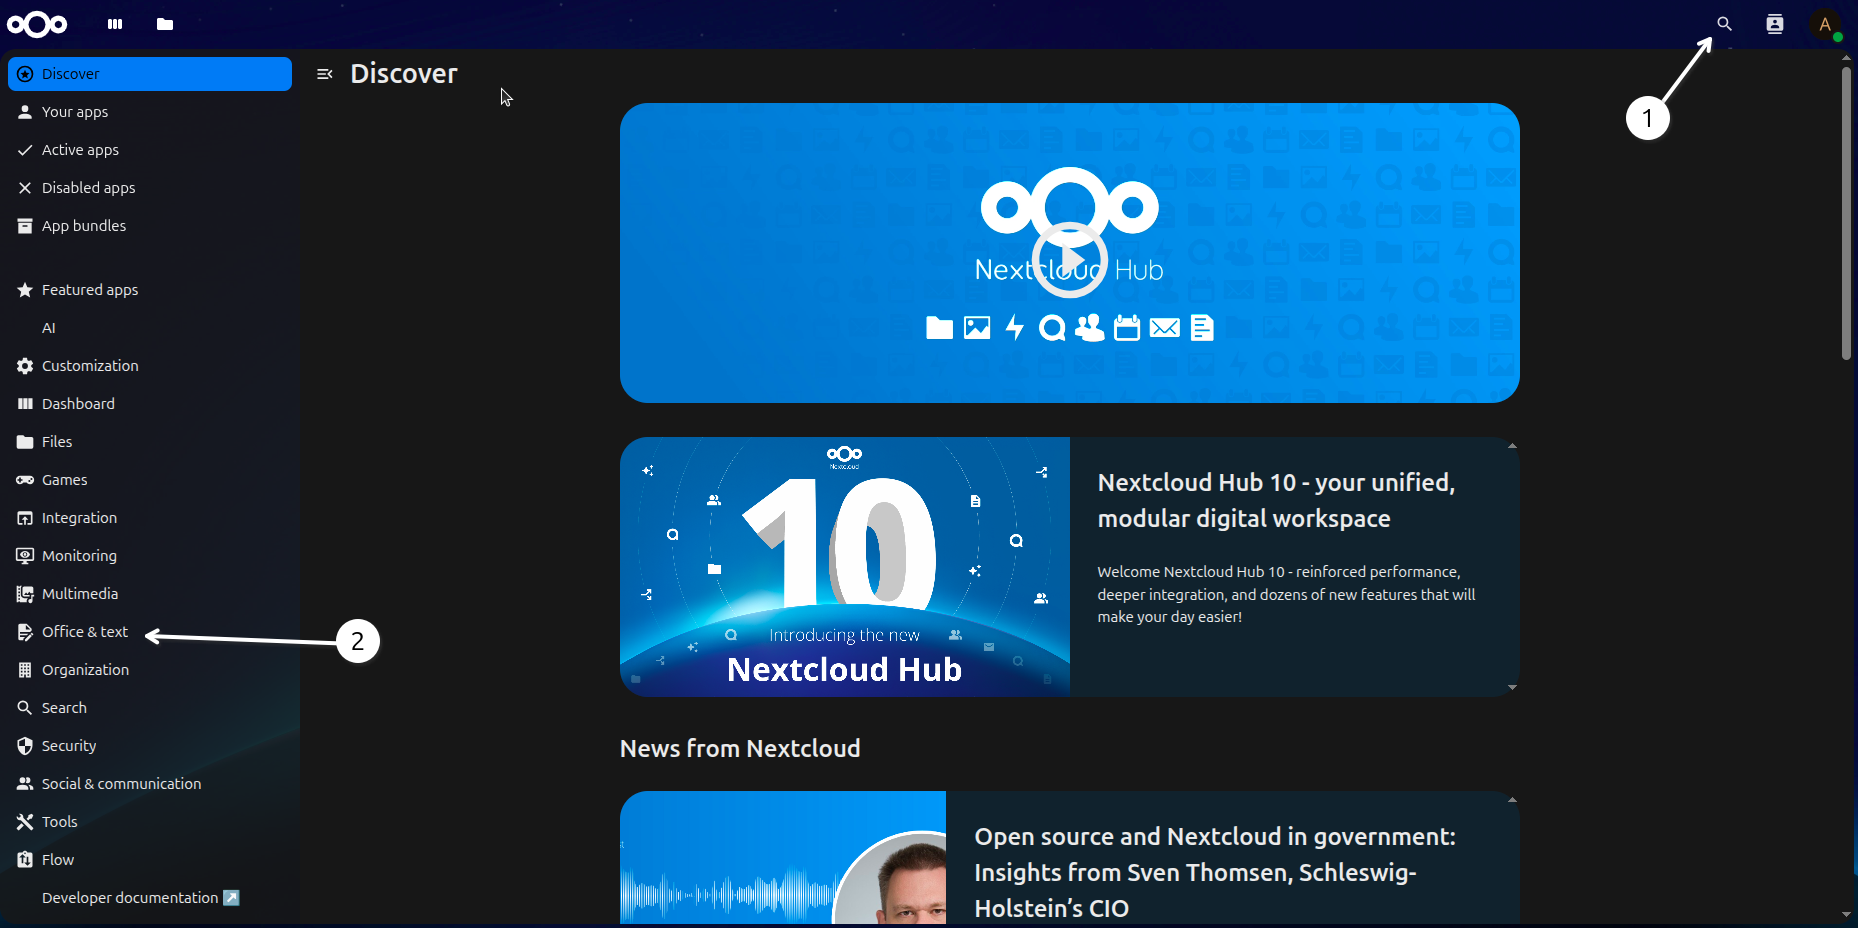 A
Discover
Your apps
Active apps
Disabled apps
App bundles
Featured apps
AI
Customization
Dashboard
Files
Games
Integration
Monitoring
Multimedia
Office & text
Organization
Search
Security
Social & communication
Tools
Flow
Developer documentation
Discover
1
2
Nextcloud Hub
Nextcloud
10
Introducing the new
Nextcloud Hub
Nextcloud Hub 10 - your unified,
modular digital workspace
Welcome Nextcloud Hub 10 - reinforced performance,
deeper integration, and dozens of new features that will
make your day easier!
News from Nextcloud
Open source and Nextcloud in government:
Insights from Sven Thomsen, Schleswig-
Holstein’s CIO